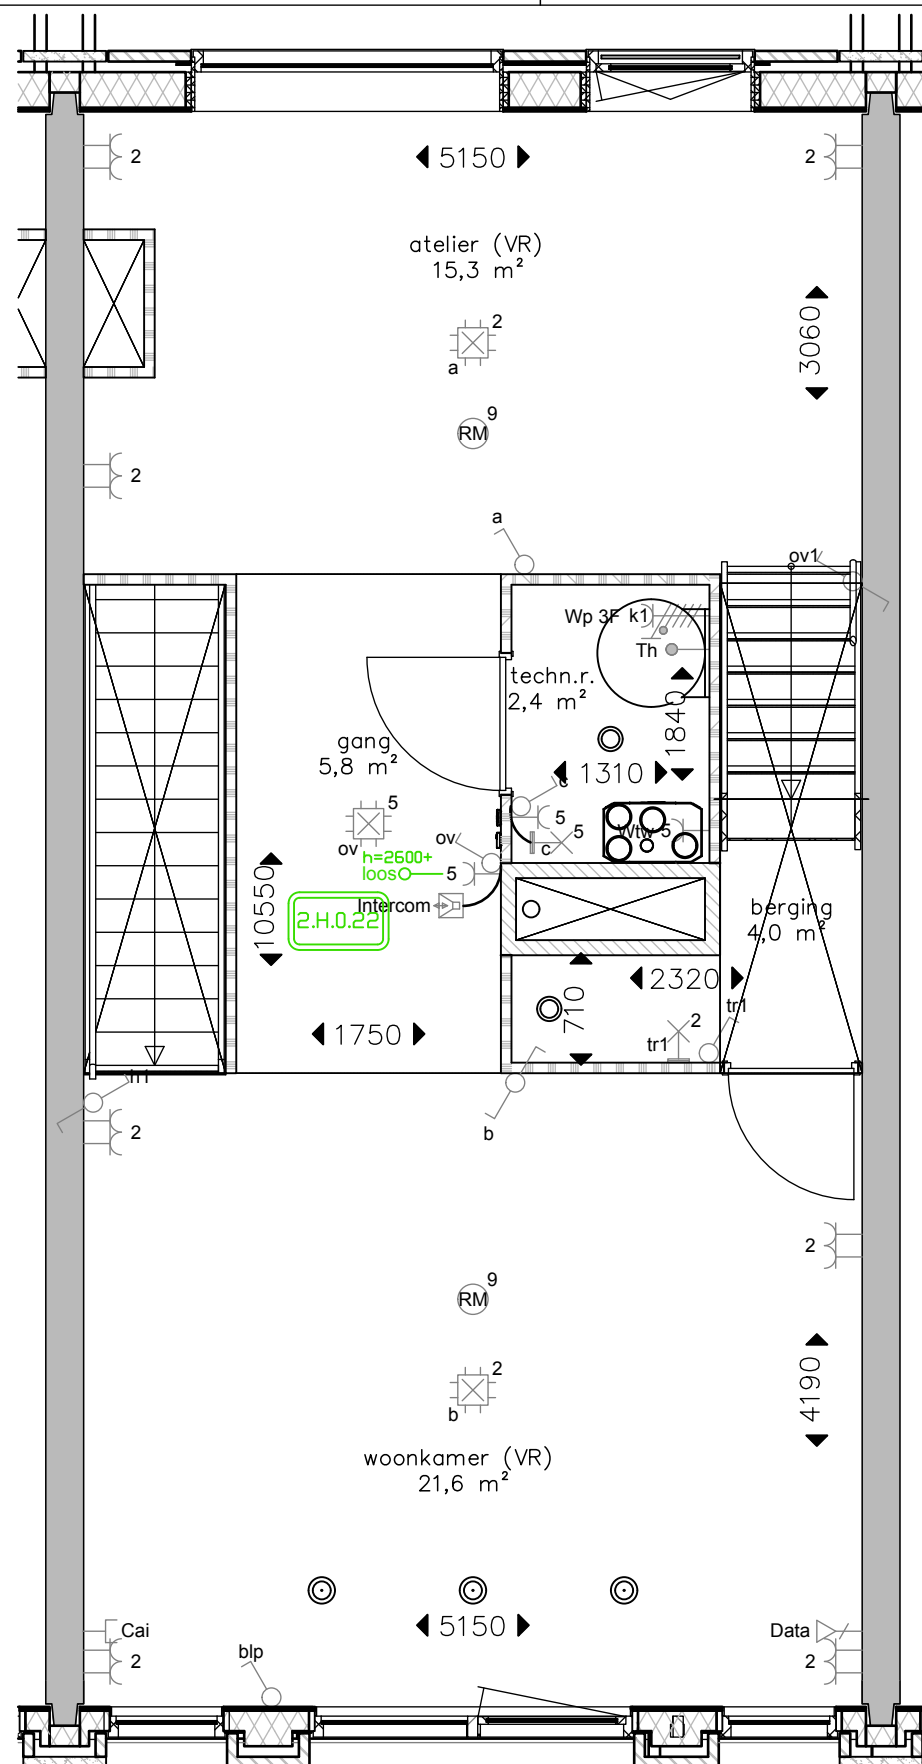 2
5150
2
atelier (VR)
15,3 m²
3060
2
a
9
RM
2
a
ov1
Wp 3F
k1
Th
techn.r.
2,4 m²
1840
gang
5,8 m²
1310
c
5
ov
5
c
5
Wtw 5
ov
h=2600+
loos
5
Intercom
10550
2.H.0.22
berging
4,0 m²
2320
710
tr1
2
tr1
1750
h1
2
b
2
9
RM
2
b
4190
woonkamer (VR)
21,6 m²
Cai
2
5150
Data
2
blp